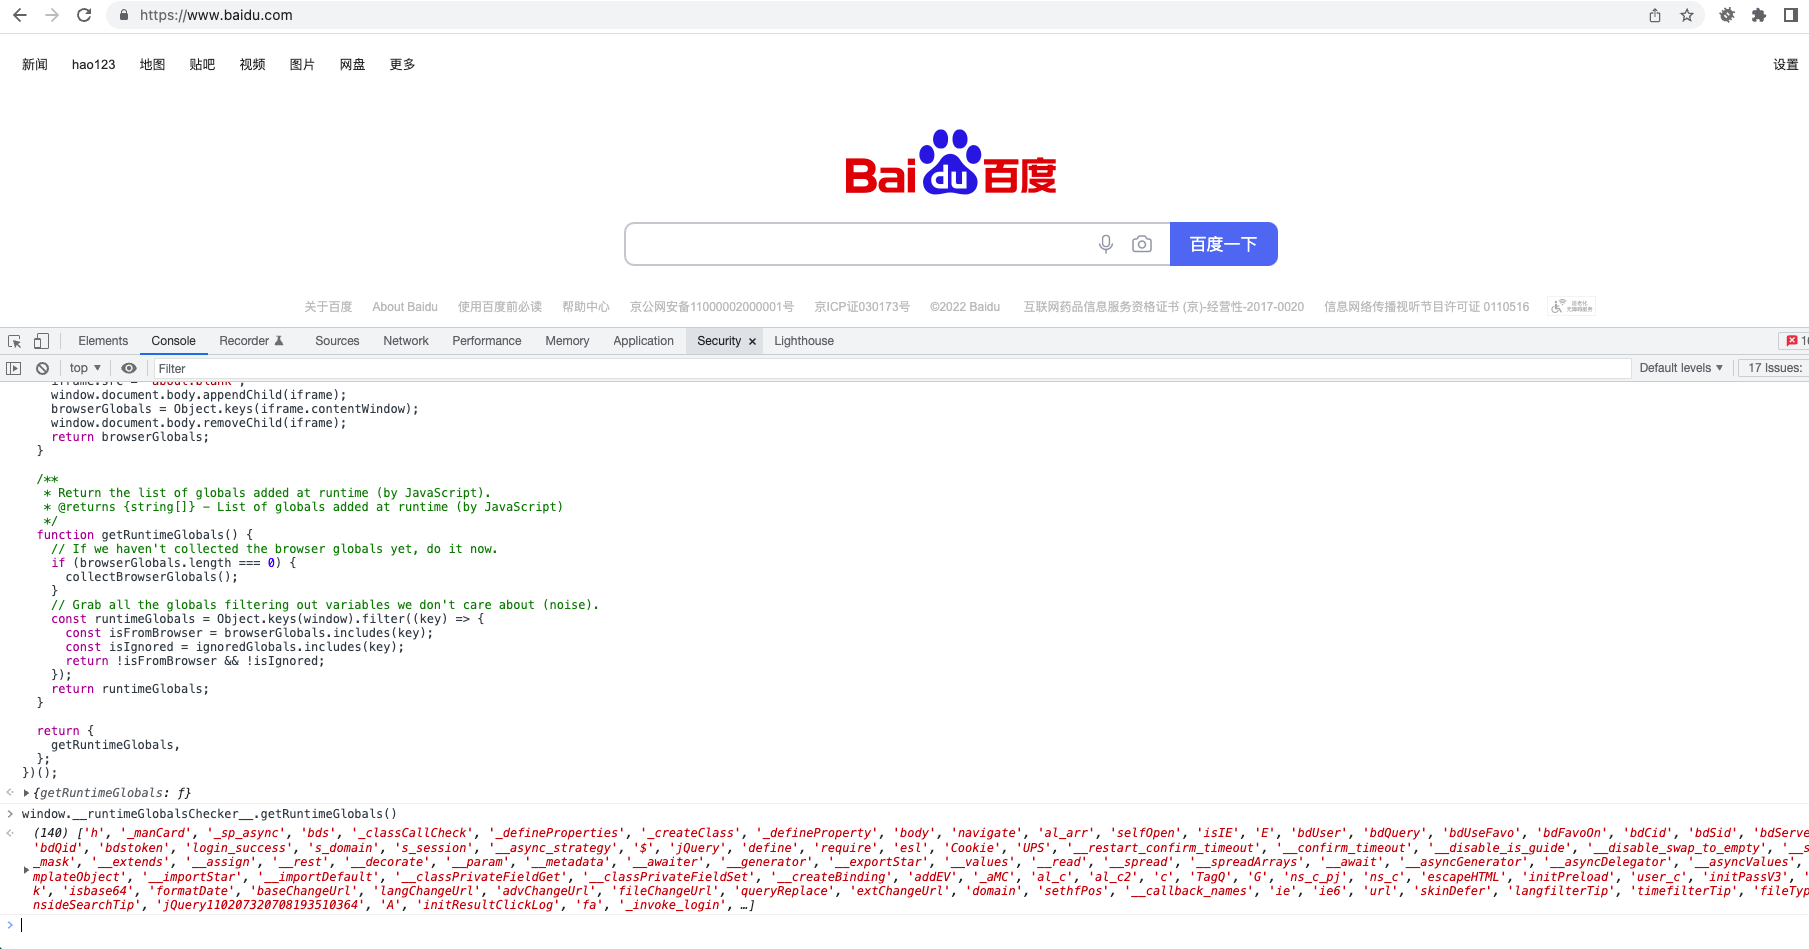 https://www.baidu.com
新闻 hao123 地图 贴吧 视频 图片 网盘 更多 设置
Bai du 百度
百度一下
关于百度 About Baidu 使用百度前必读 帮助中心 京公网安备11000002000001号 京ICP证030173号 ©2022 Baidu 互联网药品信息服务资格证书 (京)-经营性-2017-0020 信息网络传播视听节目许可证 0110516
Elements Console Recorder Sources Network Performance Memory Application Security × Lighthouse 10
top ▼ Filter Default levels ▼ 17 Issues:
iframe.src = "about:blank";
window.document.body.appendChild(iframe);
browserGlobals = Object.keys(iframe.contentWindow);
window.document.body.removeChild(iframe);
return browserGlobals;
}
/**
* Return the list of globals added at runtime (by JavaScript).
* @returns {string[]} - List of globals added at runtime (by JavaScript)
*/
function getRuntimeGlobals() {
// If we haven't collected the browser globals yet, do it now.
if (browserGlobals.length === 0) {
collectBrowserGlobals();
}
// Grab all the globals filtering out variables we don't care about (noise).
const runtimeGlobals = Object.keys(window).filter((key) => {
const isFromBrowser = browserGlobals.includes(key);
const isIgnored = ignoredGlobals.includes(key);
return !isFromBrowser && !isIgnored;
});
return runtimeGlobals;
}
return {
getRuntimeGlobals,
};
})();
{getRuntimeGlobals: ƒ}
window.__runtimeGlobalsChecker__.getRuntimeGlobals()
(140) ['h', '_manCard', '_sp_async', 'bds', '_classCallCheck', '_defineProperties', '_createClass', '_defineProperty', 'body', 'navigate', 'al_arr', 'selfOpen', 'isIE', 'E', 'bdUser', 'bdQuery', 'bdUseFavo', 'bdFavoOn', 'bdCid', 'bdSid', 'bdServe
'bdQid', 'bdstoken', 'login_success', 's_domain', 's_session', '__async_strategy', '$', 'jQuery', 'define', 'require', 'esl', 'Cookie', 'UPS', '__restart_confirm_timeout', '__confirm_timeout', '__disable_is_guide', '__disable_swap_to_empty', '__s
_mask', '__extends', '__assign', '__rest', '__decorate', '__param', '__metadata', '__awaiter', '__generator', '__exportStar', '__values', '__read', '__spread', '__spreadArrays', '__await', '__asyncGenerator', '__asyncDelegator', '__asyncValues',
mplateObject', '__importStar', '__importDefault', '__classPrivateFieldGet', '__classPrivateFieldSet', '__createBinding', 'addEV', '_aMC', 'al_c', 'al_c2', 'c', 'TagQ', 'G', 'ns_c_pj', 'ns_c', 'escapeHTML', 'initPreload', 'user_c', 'initPassV3', '
k', 'isbase64', 'formatDate', 'baseChangeUrl', 'langChangeUrl', 'advChangeUrl', 'fileChangeUrl', 'queryReplace', 'extChangeUrl', 'domain', 'sethfPos', '__callback_names', 'ie', 'ie6', 'url', 'skinDefer', 'langfilterTip', 'timefilterTip', 'fileTyp
nsideSearchTip', 'jQuery110207320708193510364', 'A', 'initResultClickLog', 'fa', '_invoke_login', …]